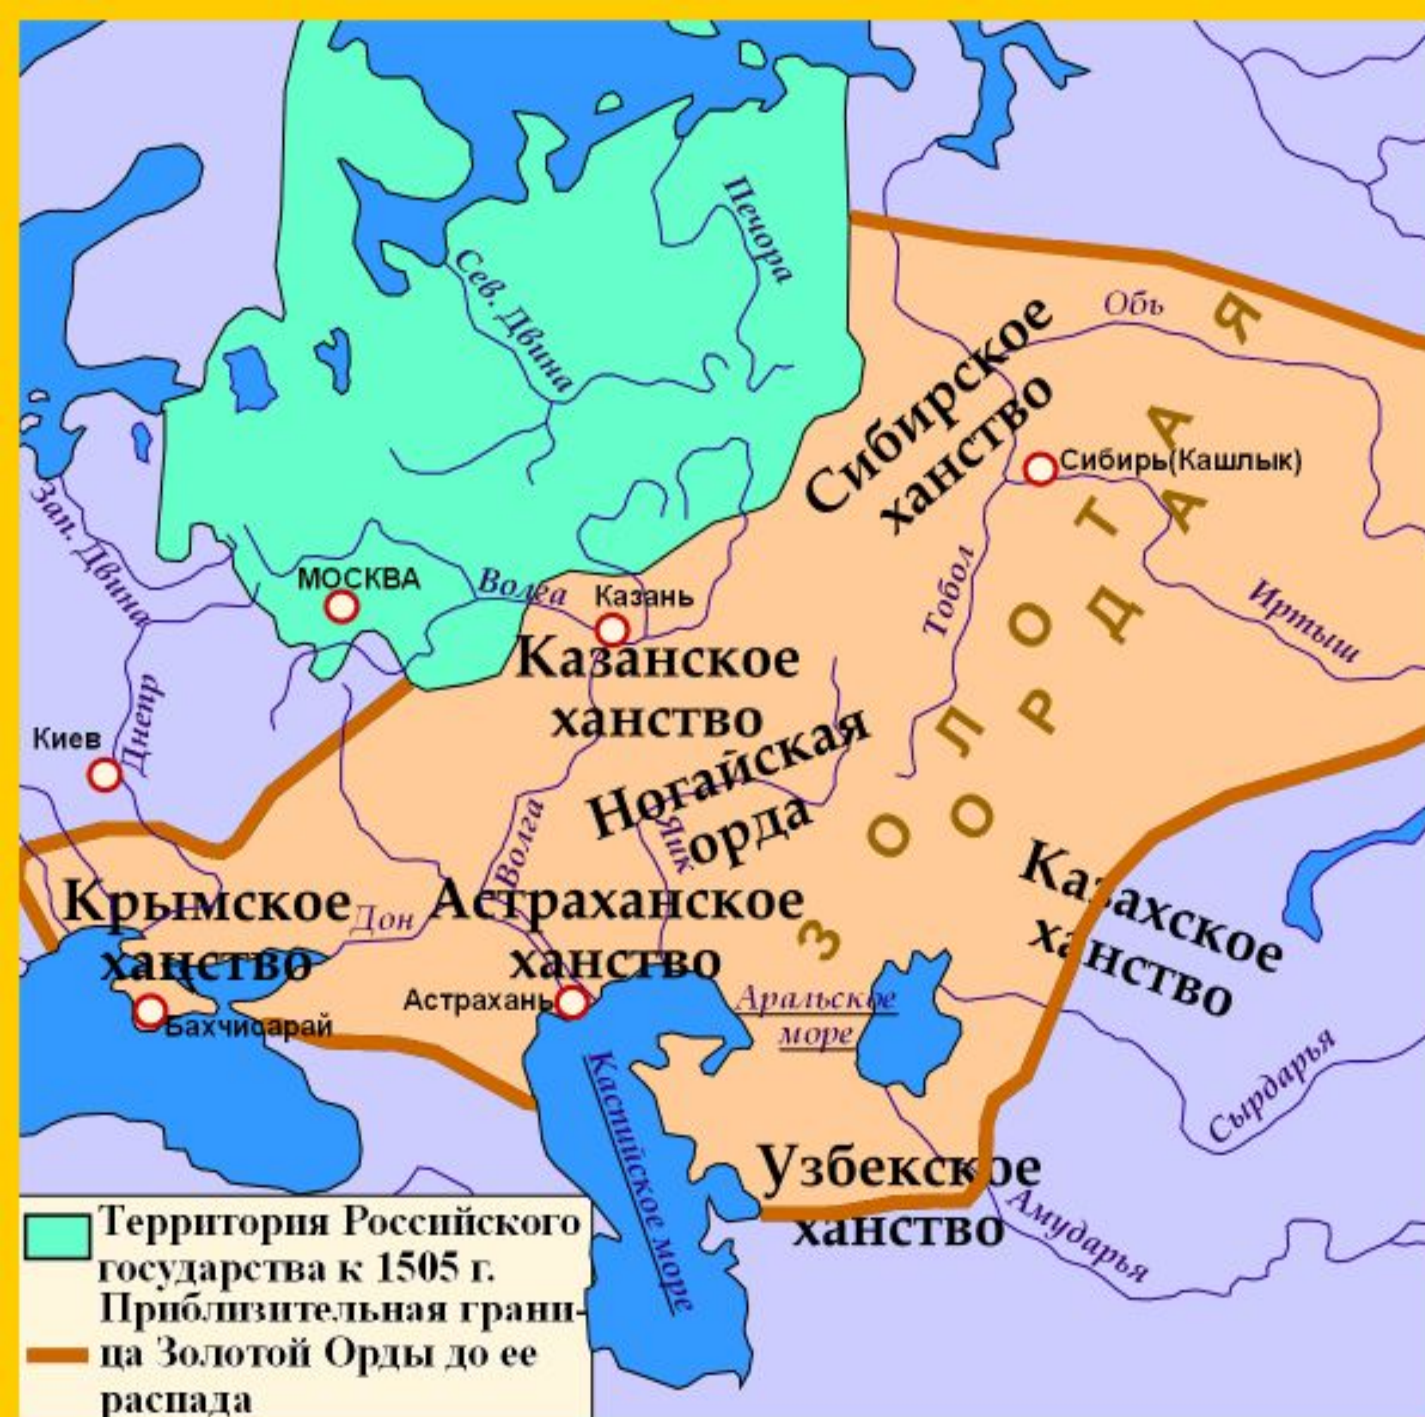 Печора
Сев. Двина
Обь
Сибирское
ханство
Сибирь(Кашлык)
ЗОЛОТАЯ
ОРДА
Зап. Двина
МОСКВА
Волга
Казань
Тобол
Иртыш
Казанское
ханство
Киев
Днепр
Ногайская
орда
Волга
Яик
Крымское
ханство
Дон
Астраханское
ханство
Казахское
ханство
Астрахань
Бахчисарай
Аральское
море
Каспийское море
Сырдарья
Узбекское
ханство
Амударья
Территория Российского
государства к 1505 г.
Приблизительная грани-
ца Золотой Орды до ее
распада